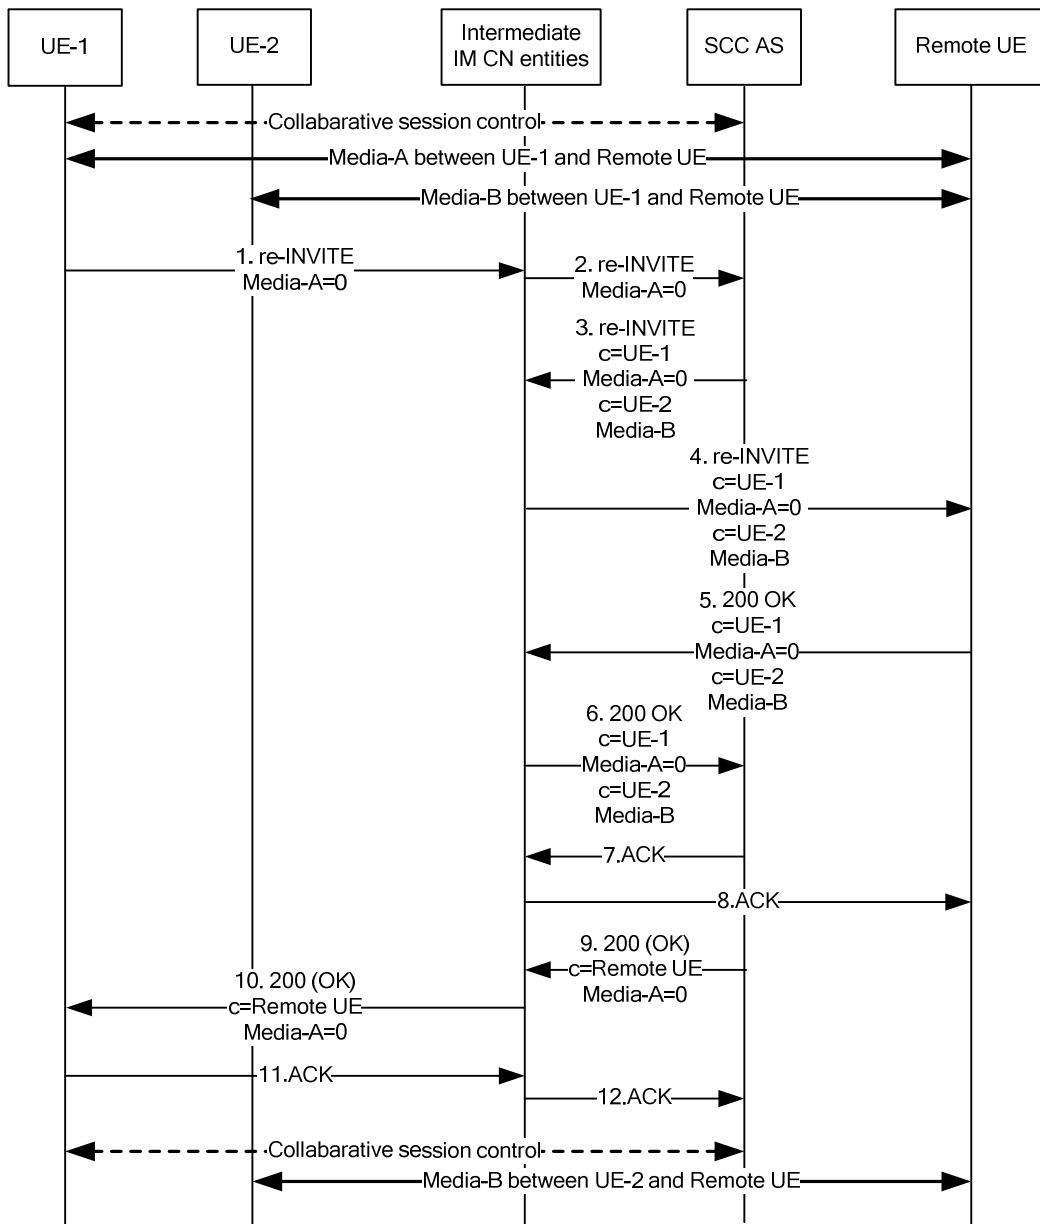 UE-1
UE-2
Intermediate
IM CN entities
SCC AS
Remote UE
Collabarative session control
Media-A between UE-1 and Remote UE
Media-B between UE-1 and Remote UE
1. re-INVITE
Media-A=0
2. re-INVITE
Media-A=0
3. re-INVITE
c=UE-1
Media-A=0
c=UE-2
Media-B
4. re-INVITE
c=UE-1
Media-A=0
c=UE-2
Media-B
5. 200 OK
c=UE-1
Media-A=0
c=UE-2
Media-B
6. 200 OK
c=UE-1
Media-A=0
c=UE-2
Media-B
7.ACK
8.ACK
9. 200 (OK)
c=Remote UE
Media-A=0
10. 200 (OK)
c=Remote UE
Media-A=0
11.ACK
12.ACK
Collabarative session control
Media-B between UE-2 and Remote UE